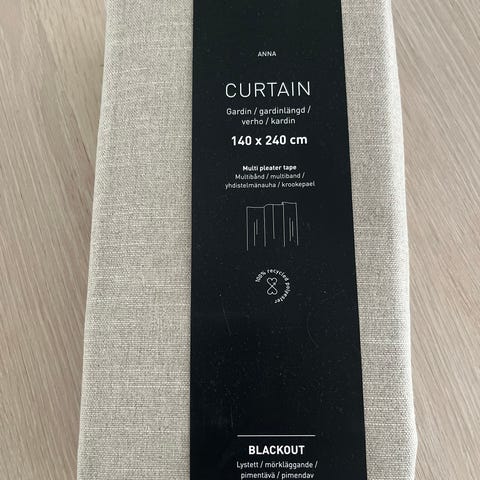 ANNA
CURTAIN
Gardin / gardinlängd /
verho / kardin
140 x 240 cm
Multi pleater tape
Multibånd / multiband /
yhdistelmänauha / krookepael
100% recycled polyester
BLACKOUT
Lystett / mörkläggande /
pimentävä / pimendav